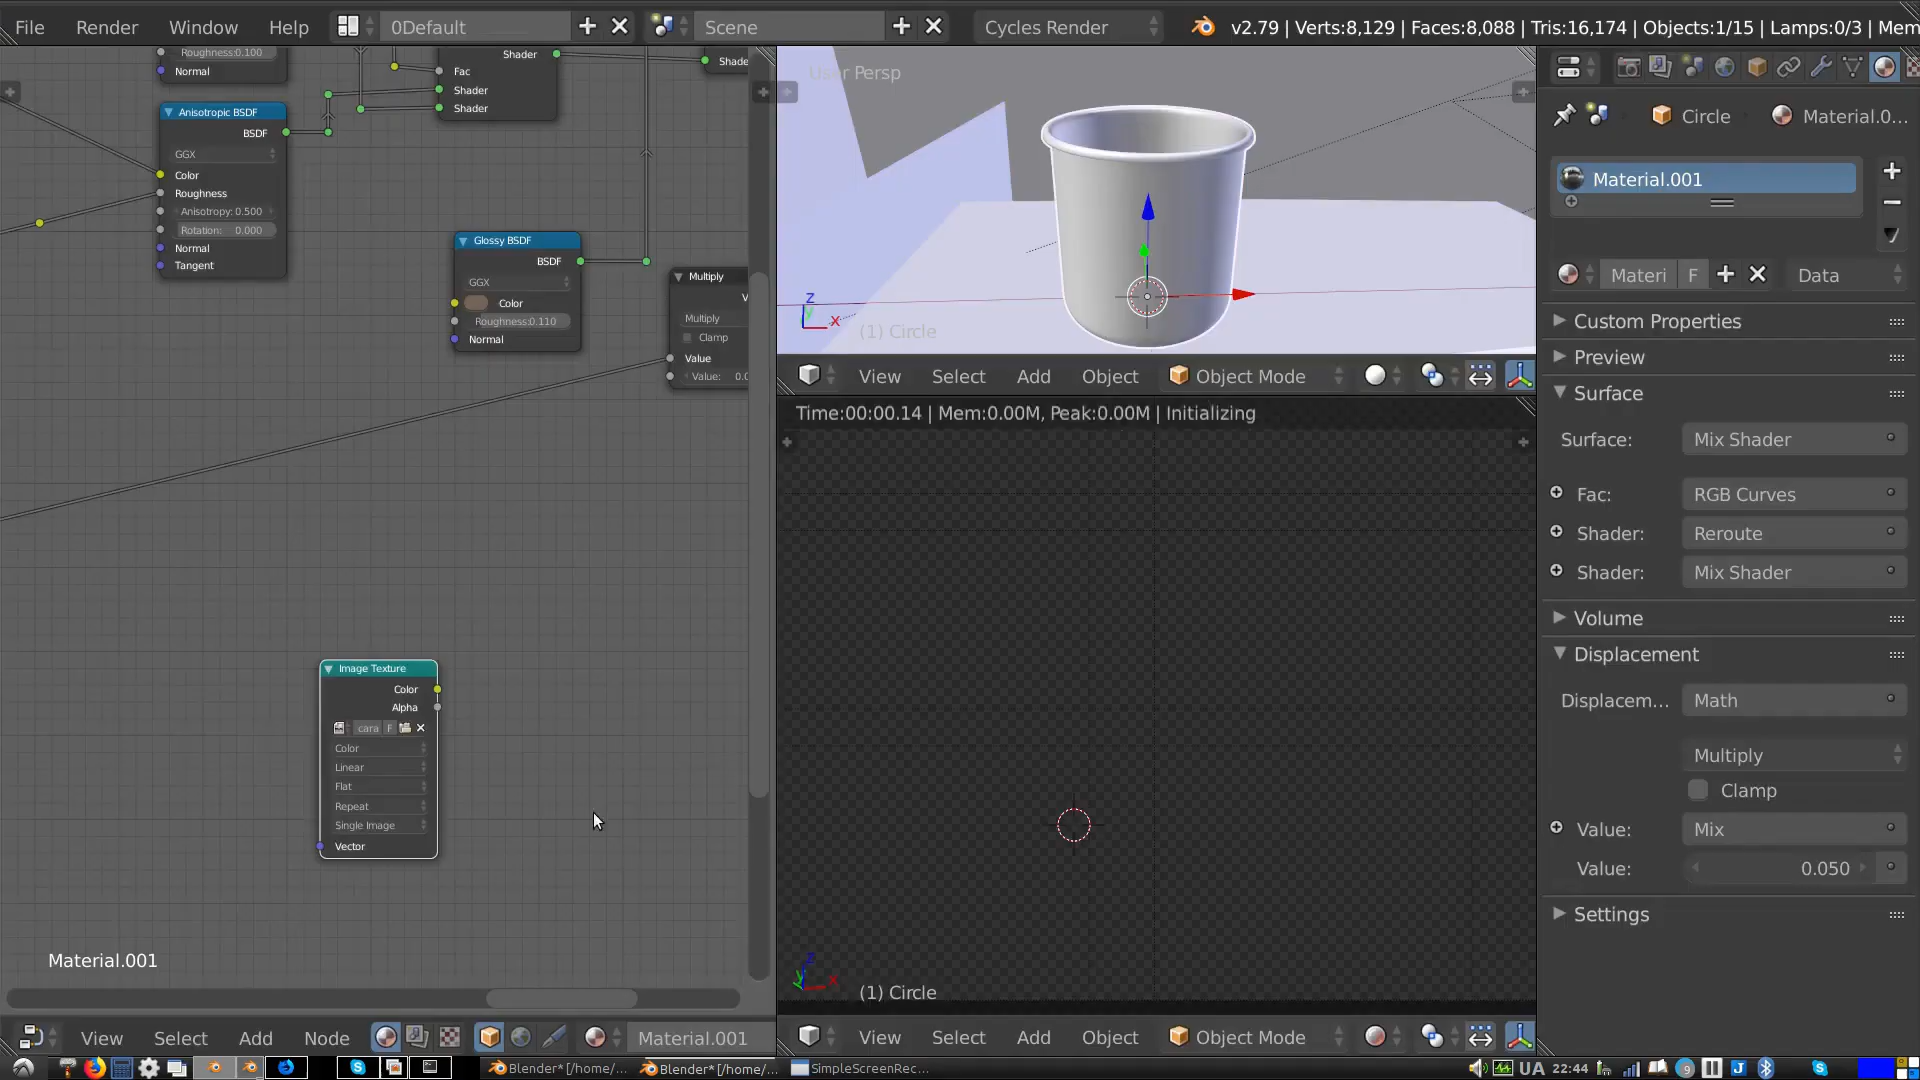 File Render Window Help 0Default Scene Cycles Render v2.79 | Verts:8,129 | Faces:8,088 | Tris:16,174 | Objects:1/15 | Lamps:0/3 | Mem
Roughness:0.100
Normal
Shader
Fac
Shader
Shader
Shade
Anisotropic BSDF
BSDF
GGX
Color
Roughness
Anisotropy: 0.500
Rotation: 0.000
Normal
Tangent
Glossy BSDF
BSDF
GGX
Color
Roughness:0.110
Normal
Multiply
V
Multiply
Clamp
Value
Value: 0.0
Image Texture
Color
Alpha
cara F
Color
Linear
Flat
Repeat
Single Image
Vector
Material.001
View Select Add Node Material.001
User Persp
z
y
x
(1) Circle
View Select Add Object Object Mode
Time:00:00.14 | Mem:0.00M, Peak:0.00M | Initializing
z
y
x
(1) Circle
View Select Add Object Object Mode
Circle Material.0...
Material.001
Materi F Data
Custom Properties
Preview
Surface
Surface: Mix Shader
Fac: RGB Curves
Shader: Reroute
Shader: Mix Shader
Volume
Displacement
Displacem... Math
Multiply
Clamp
Value: Mix
Value: 0.050
Settings
Blender* [/home/... Blender* [/home/... SimpleScreenRec... UA 22:44 9 J